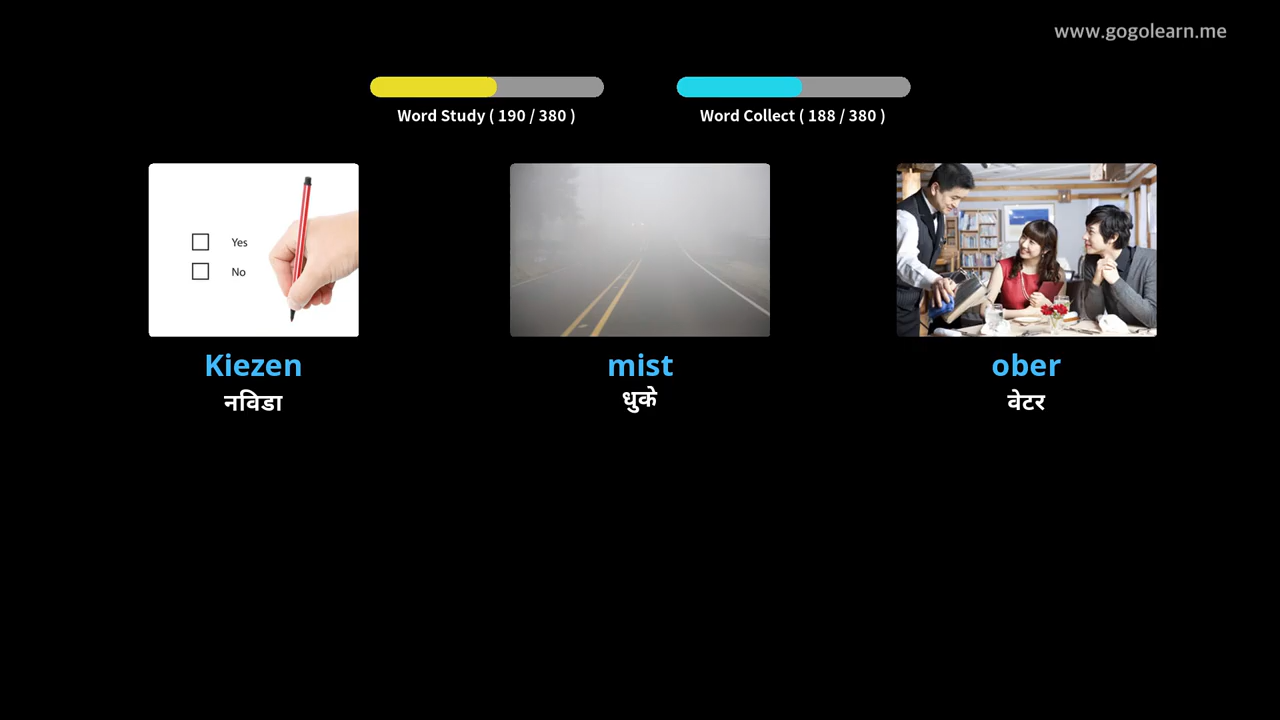 www.gogolearn.me
Word Study ( 190 / 380 )
Word Collect ( 188 / 380 )
Yes
No
Kiezen
mist
ober
नविडा
धुके
वेटर